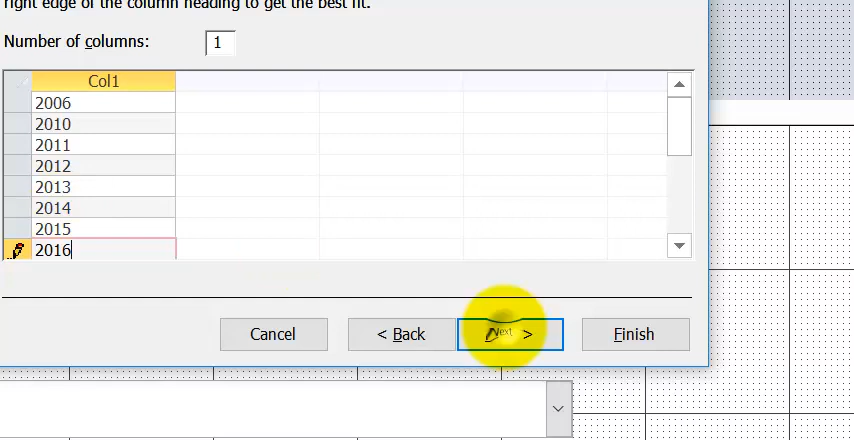 right edge of the column heading to get the best fit.
Number of columns: 1
Col1
2006
2010
2011
2012
2013
2014
2015
2016
Cancel
< Back
Next >
Finish